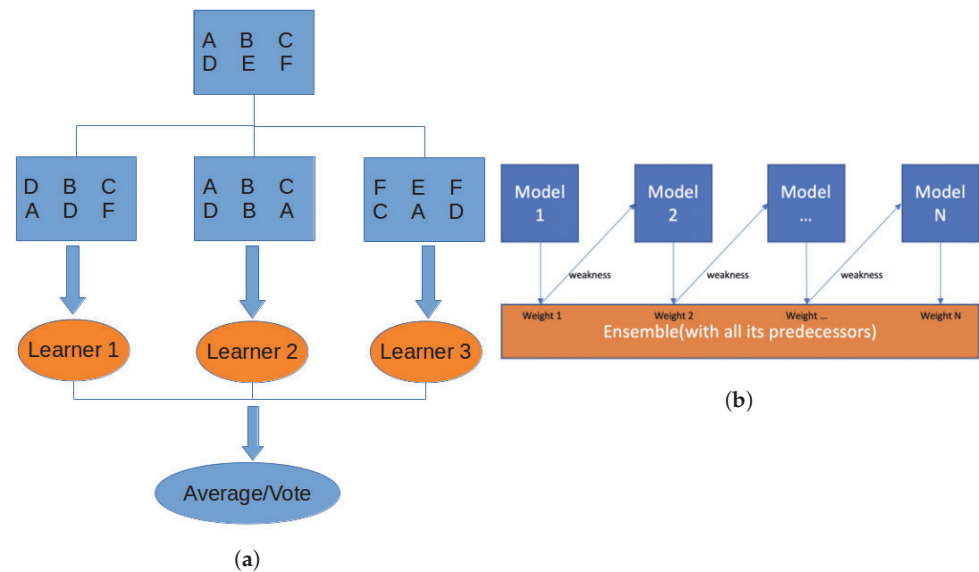 A B C
D E F
D B C
A D F
A B C
D B A
F E F
C A D
Learner 1
Learner 2
Learner 3
Average/Vote
(a)
Model
1
Model
2
Model
...
Model
N
weakness
weakness
weakness
Weight 1
Weight 2
Weight ...
Weight N
Ensemble(with all its predecessors)
(b)